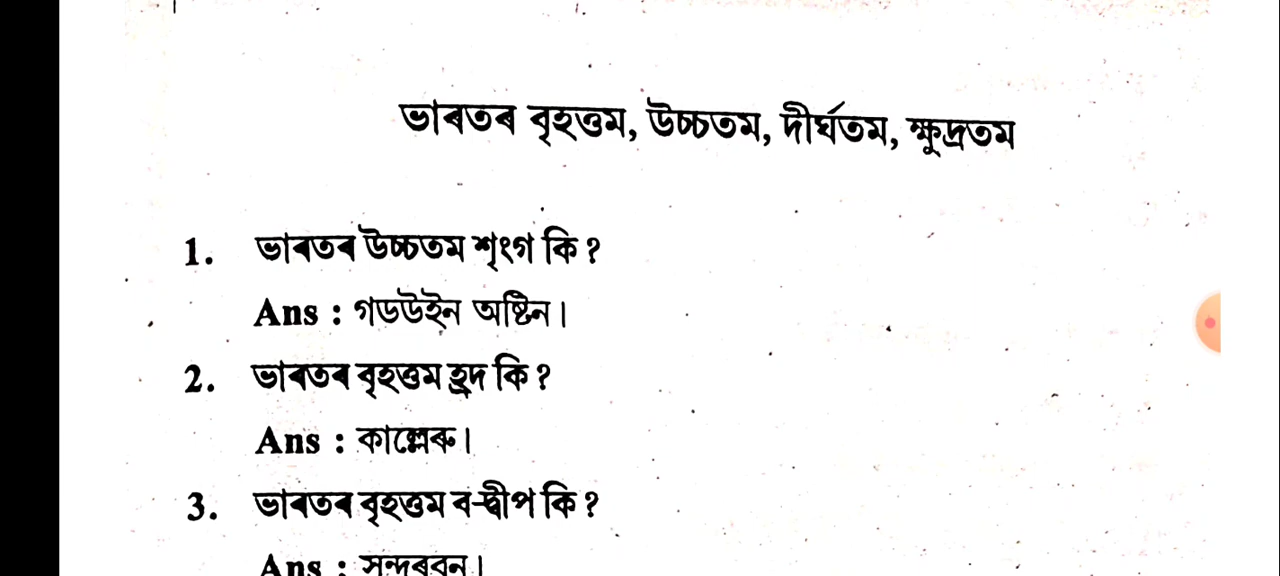 ভাৰতৰ বৃহত্তম, উচ্চতম, দীৰ্ঘতম, ক্ষুদ্ৰতম
1. ভাৰতৰ উচ্চতম শৃংগ কি ?
Ans : গডউইন অষ্টিন।
2. ভাৰতৰ বৃহত্তম হ্ৰদ কি ?
Ans : কাল্লেৰু।
3. ভাৰতৰ বৃহত্তম ব-দ্বীপ কি ?
Ans : সুন্দৰবন।